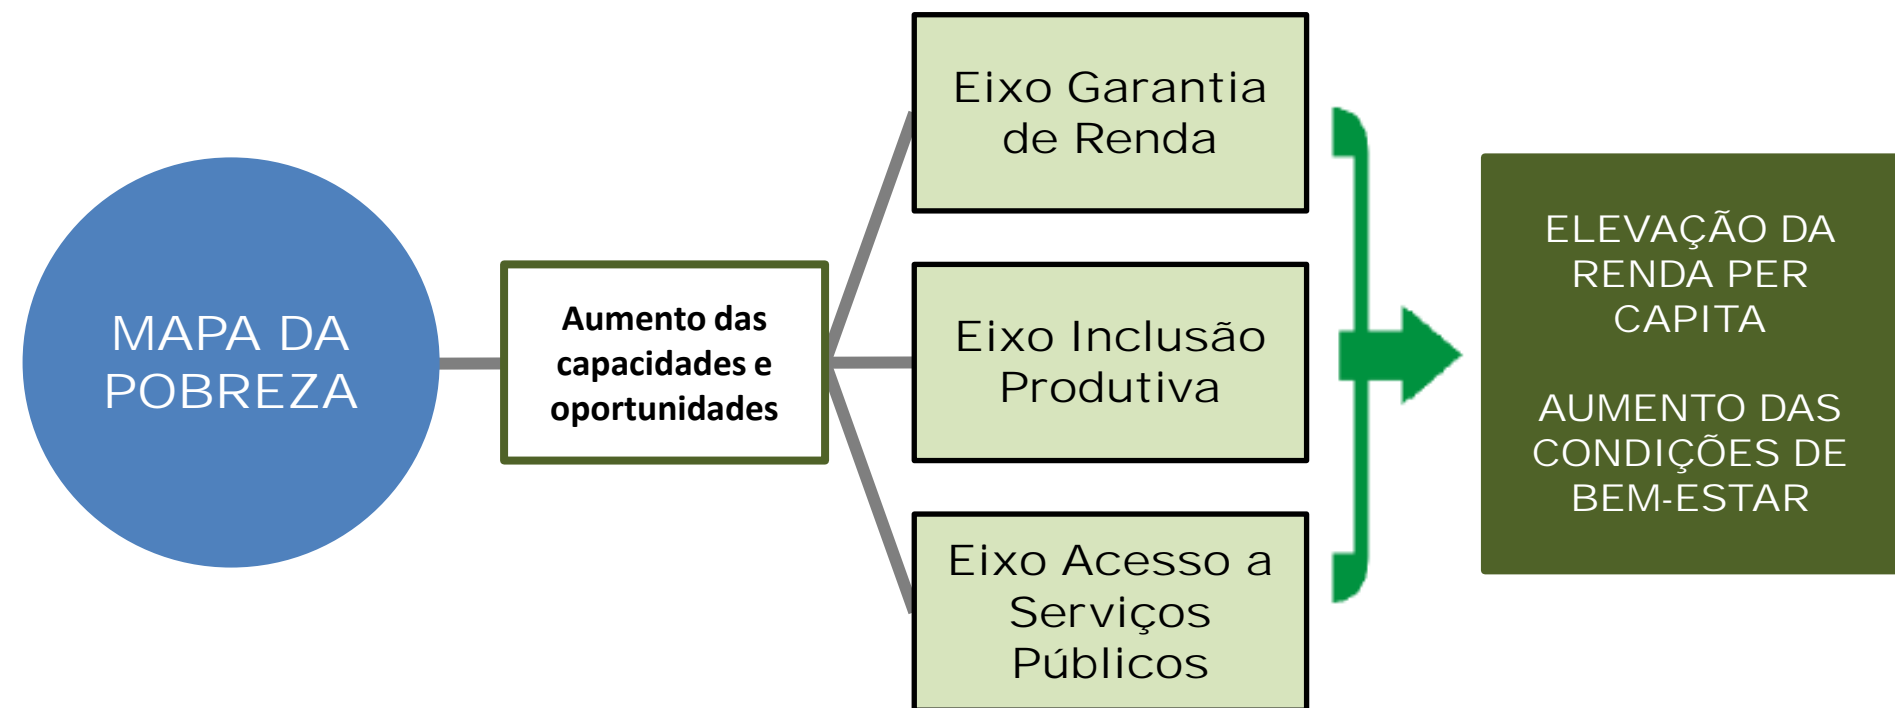 MAPA DA
POBREZA
Aumento das
capacidades e
oportunidades
Eixo Garantia
de Renda
Eixo Inclusão
Produtiva
Eixo Acesso a
Serviços
Públicos
ELEVAÇÃO DA
RENDA PER
CAPITA
AUMENTO DAS
CONDIÇÕES DE
BEM-ESTAR